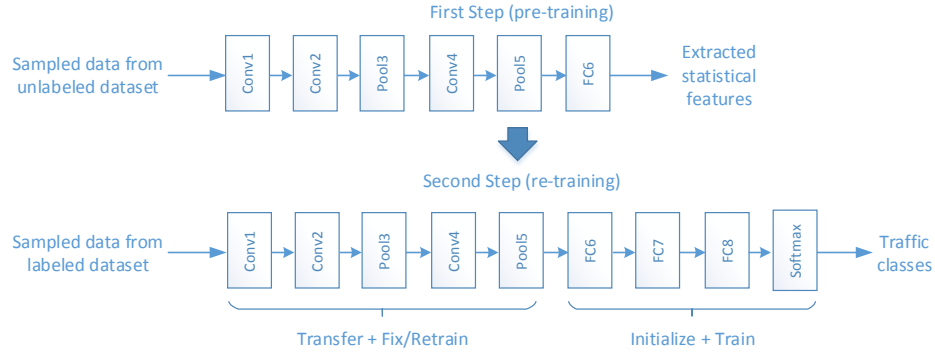 First Step (pre-training)
Sampled data from
unlabeled dataset
Conv1
Conv2
Pool3
Conv4
Pool5
FC6
Extracted
statistical
features
Second Step (re-training)
Sampled data from
labeled dataset
Conv1
Conv2
Pool3
Conv4
Pool5
FC6
FC7
FC8
Softmax
Traffic
classes
Transfer + Fix/Retrain
Initialize + Train